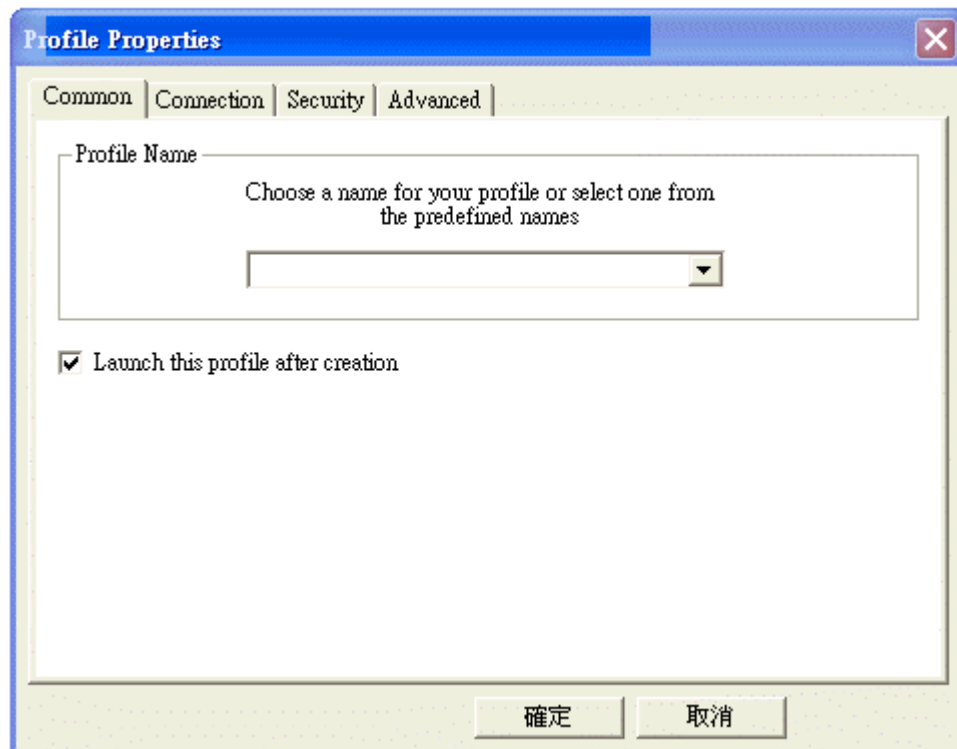 Profile Properties
Common Connection Security Advanced
Profile Name
Choose a name for your profile or select one from
the predefined names
Launch this profile after creation
確定 取消